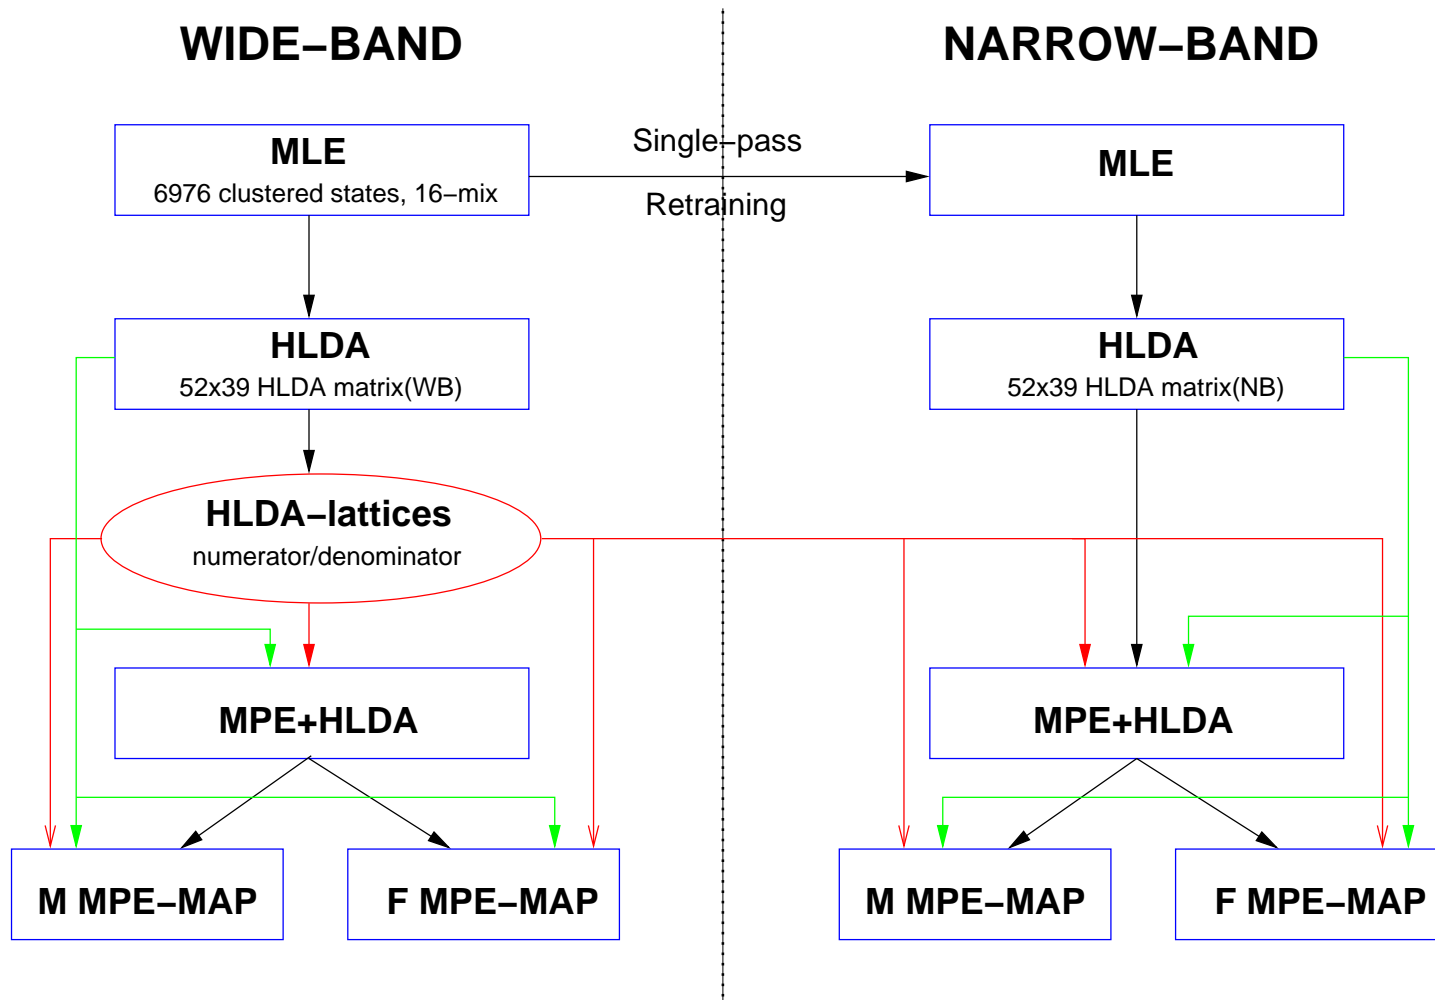 WIDE–BAND
NARROW–BAND
MLE
6976 clustered states, 16–mix
Single–pass
Retraining
MLE
HLDA
52x39 HLDA matrix(WB)
HLDA
52x39 HLDA matrix(NB)
HLDA–lattices
numerator/denominator
MPE+HLDA
MPE+HLDA
M MPE–MAP
F MPE–MAP
M MPE–MAP
F MPE–MAP